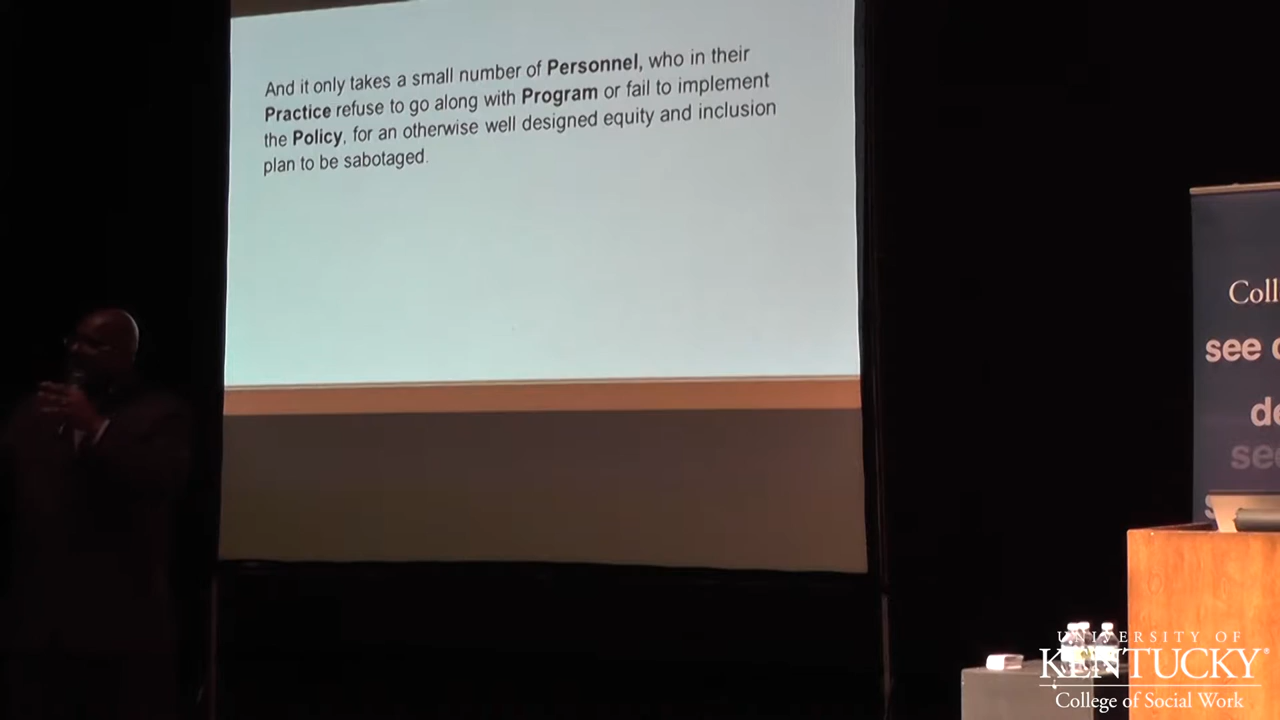 And it only takes a small number of Personnel, who in their
Practice refuse to go along with Program or fail to implement
the Policy, for an otherwise well designed equity and inclusion
plan to be sabotaged.
Coll
see
de
see
UNIVERSITY OF
KENTUCKY®
College of Social Work